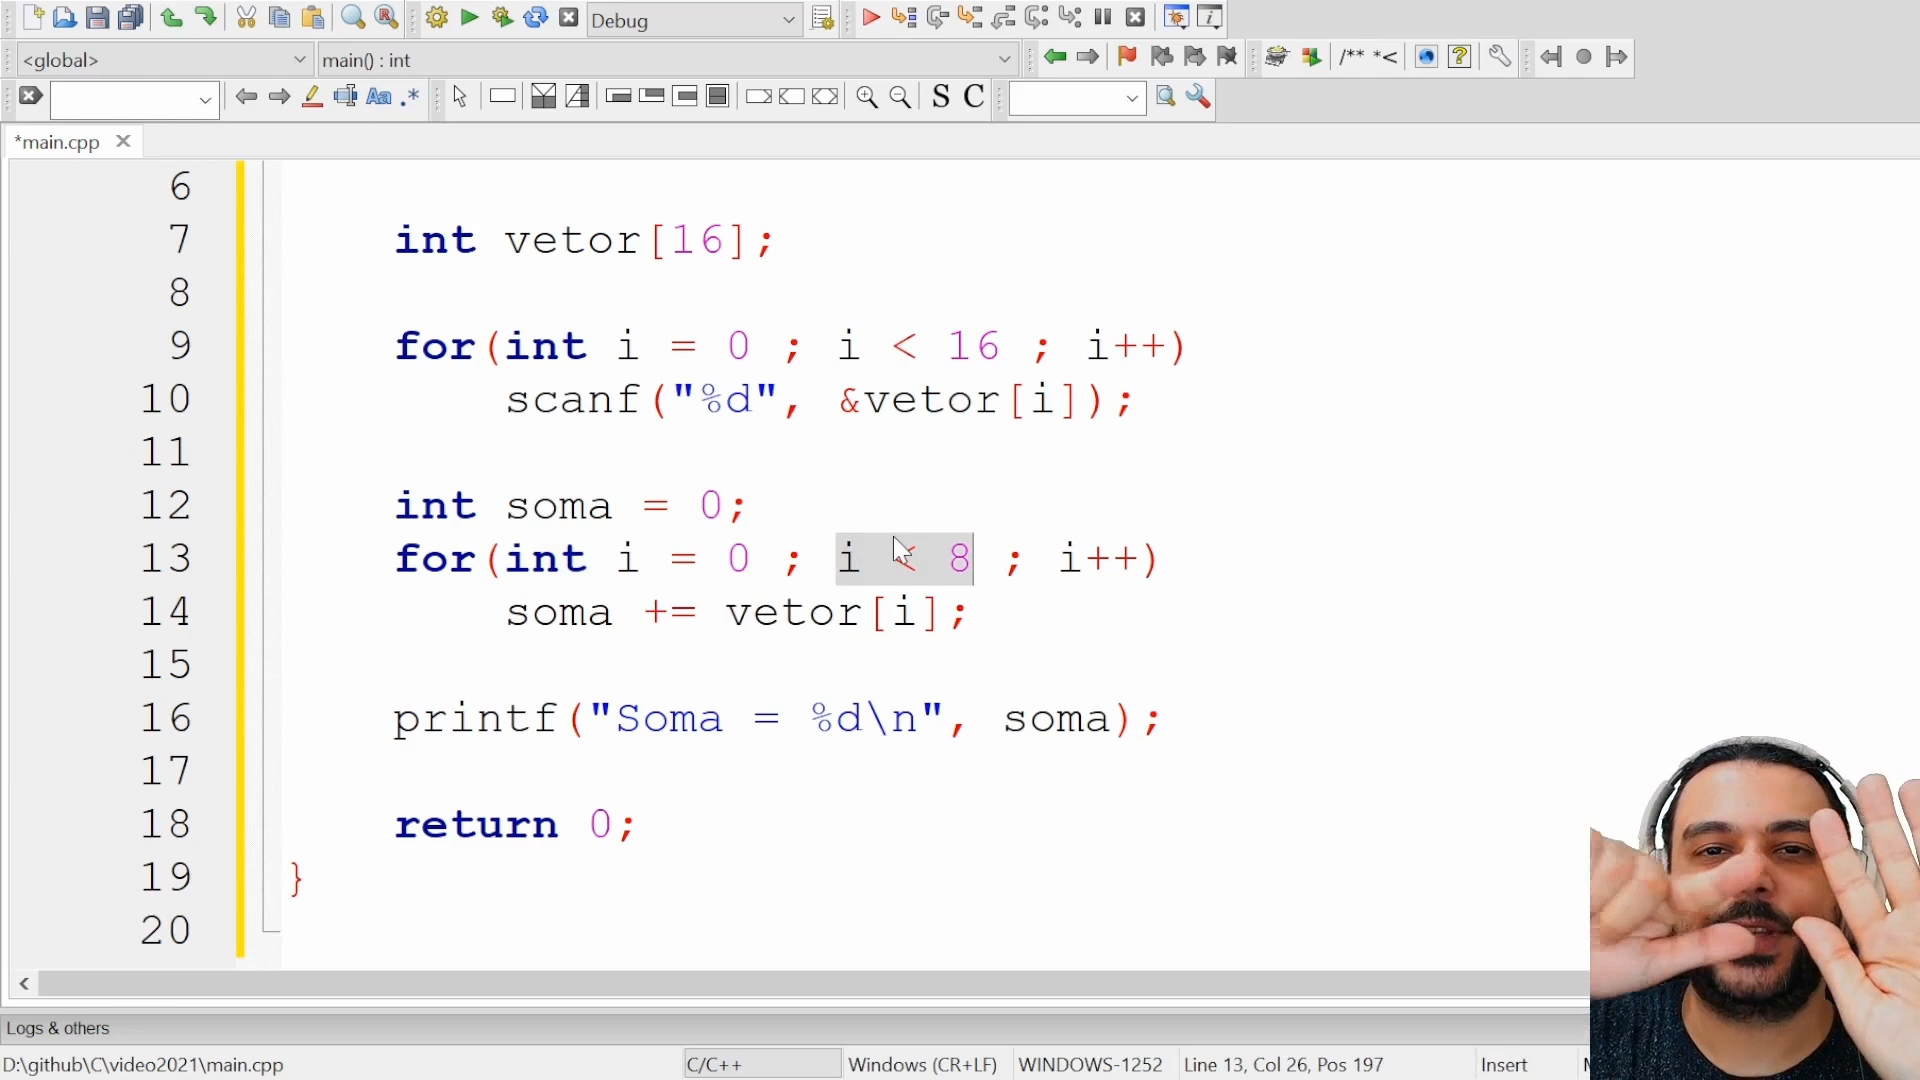 Debug
<global> main() : int /** *<
Aa .* S C
*main.cpp
6
7 int vetor[16];
8
9 for(int i = 0 ; i < 16 ; i++)
10 scanf("%d", &vetor[i]);
11
12 int soma = 0;
13 for(int i = 0 ; i < 8 ; i++)
14 soma += vetor[i];
15
16 printf("Soma = %d\n", soma);
17
18 return 0;
19 }
20
Logs & others
D:\github\C\video2021\main.cpp C/C++ Windows (CR+LF) WINDOWS-1252 Line 13, Col 26, Pos 197 Insert